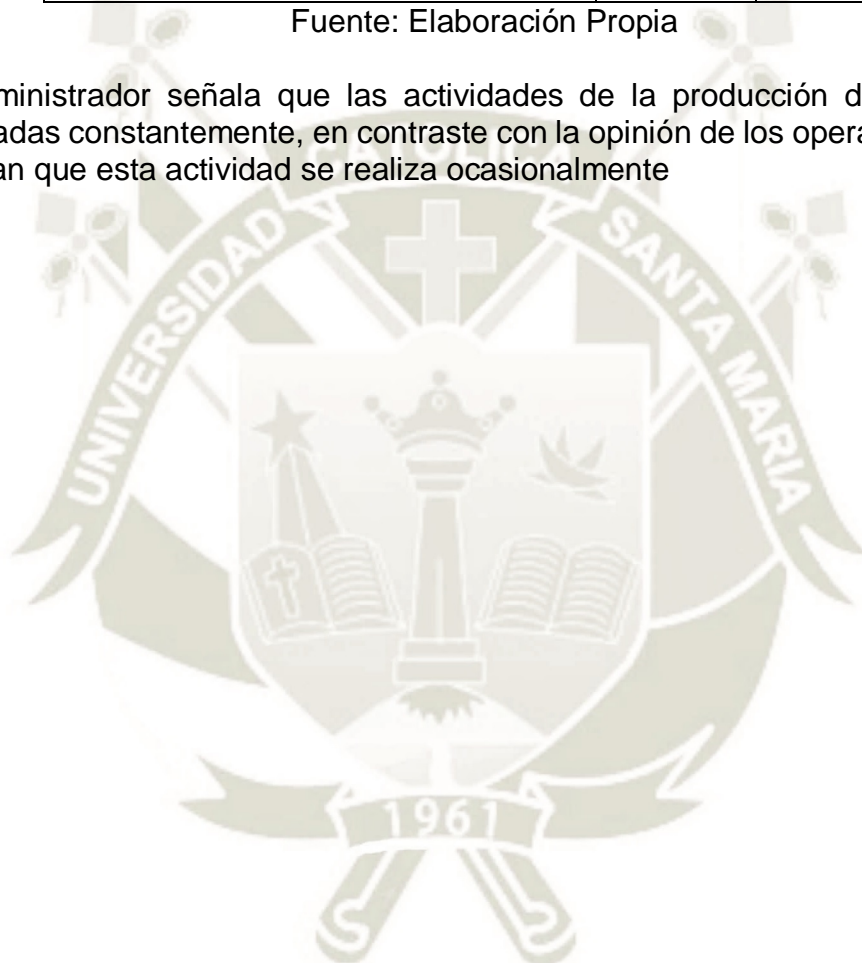 Fuente: Elaboración Propia
ministrador señala que las actividades de la producción d
adas constantemente, en contraste con la opinión de los opera
an que esta actividad se realiza ocasionalmente
UNIVERSIDAD CATOLICA SANTA MARIA
1961